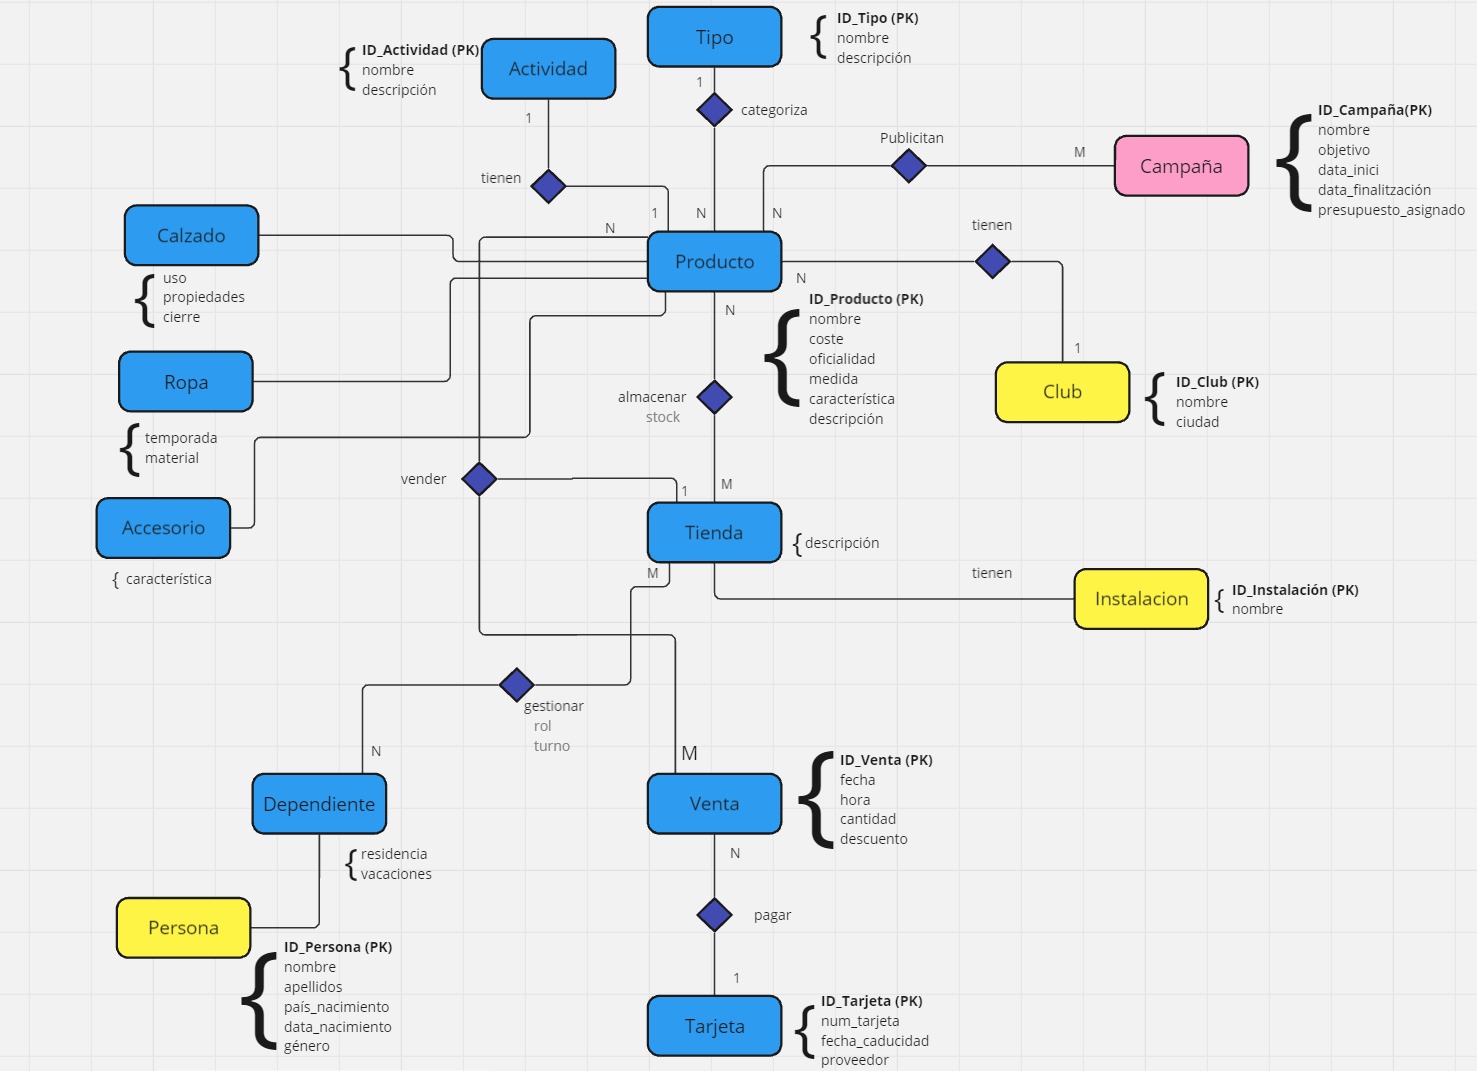 Tipo
ID_Tipo (PK)
nombre
descripción
1
categoriza
N
ID_Actividad (PK)
nombre
descripción
Actividad
1
tienen
1
Publicitan
M
N
Campaña
ID_Campaña(PK)
nombre
objetivo
data_inici
data_finalitzación
presupuesto_asignado
Calzado
uso
propiedades
cierre
N
Producto
N
tienen
1
ID_Producto (PK)
nombre
coste
oficialidad
medida
característica
descripción
Club
ID_Club (PK)
nombre
ciudad
Ropa
temporada
material
N
almacenar
stock
M
vender
1
Accesorio
característica
Tienda
descripción
M
tienen
Instalacion
ID_Instalación (PK)
nombre
gestionar
rol
turno
N
M
Dependiente
residencia
vacaciones
Venta
ID_Venta (PK)
fecha
hora
cantidad
descuento
N
pagar
1
Persona
ID_Persona (PK)
nombre
apellidos
país_nacimiento
data_nacimiento
género
Tarjeta
ID_Tarjeta (PK)
num_tarjeta
fecha_caducidad
proveedor